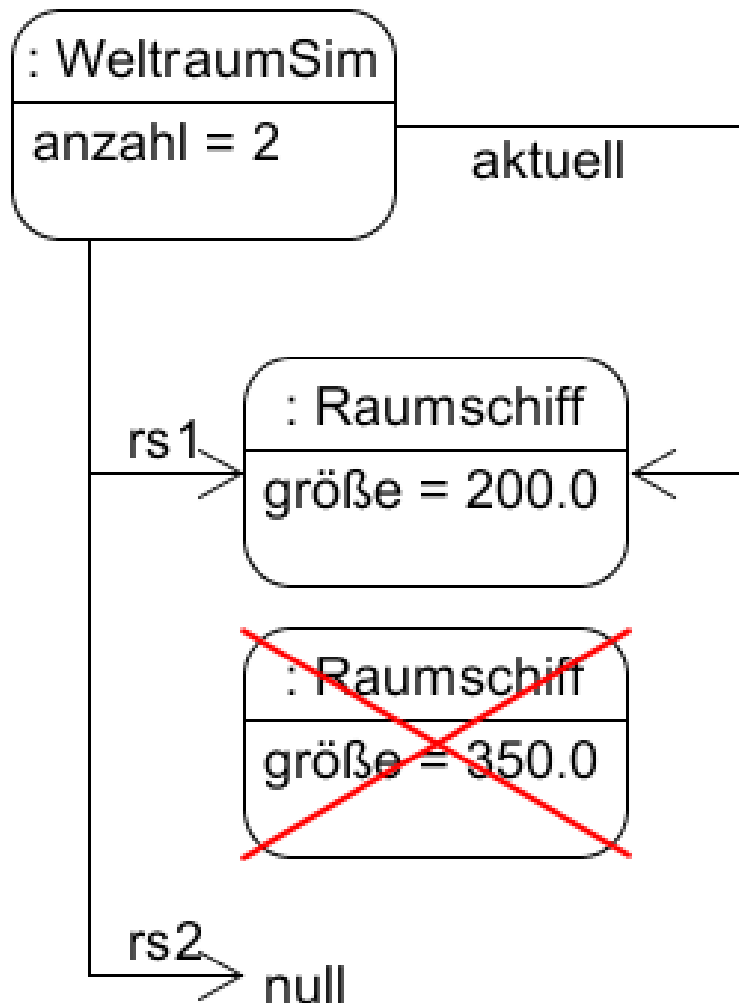 : WeltraumSim
anzahl = 2
aktuell
: Raumschiff
rs1
größe = 200.0
: Raumschiff
größe = 350.0
rs2
null